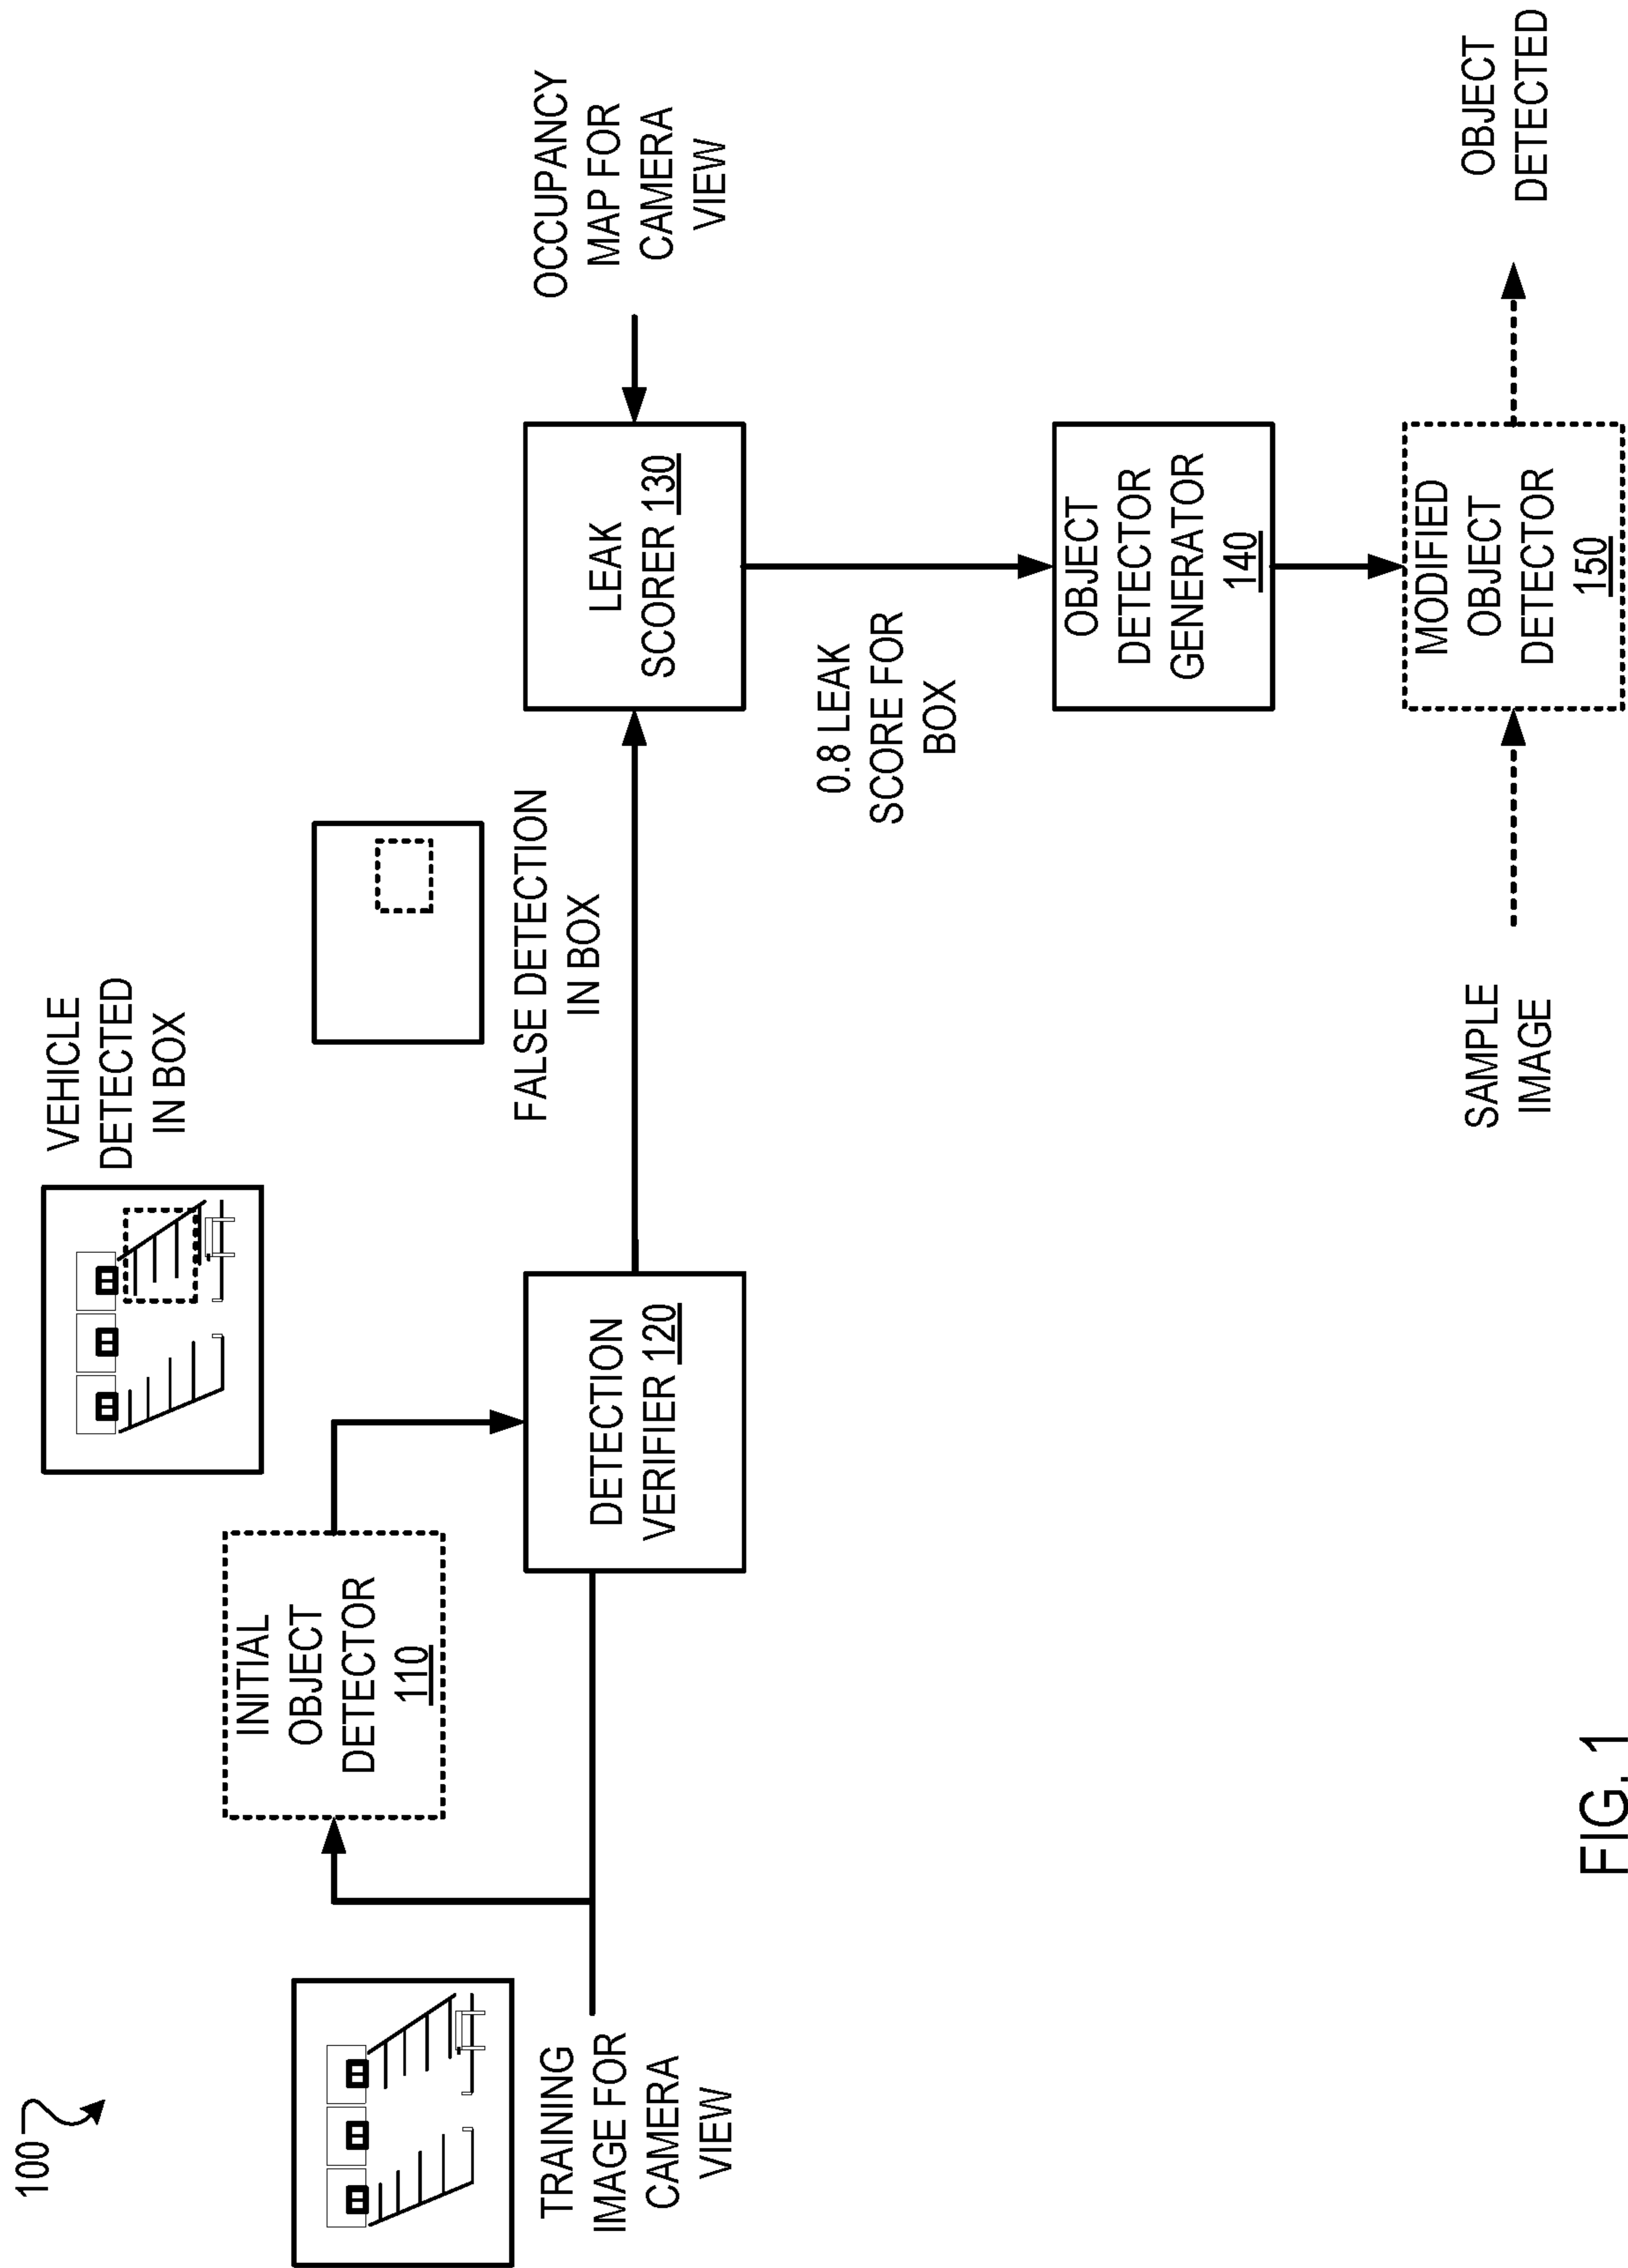 100
VEHICLE
DETECTED
IN BOX
INITIAL
OBJECT
DETECTOR
110
TRAINING
IMAGE FOR
CAMERA
VIEW
DETECTION
VERIFIER 120
FALSE DETECTION
IN BOX
LEAK
SCORER 130
OCCUPANCY
MAP FOR
CAMERA
VIEW
0.8 LEAK
SCORE FOR
BOX
OBJECT
DETECTOR
GENERATOR
140
SAMPLE
IMAGE
MODIFIED
OBJECT
DETECTOR
150
OBJECT
DETECTED
FIG. 1